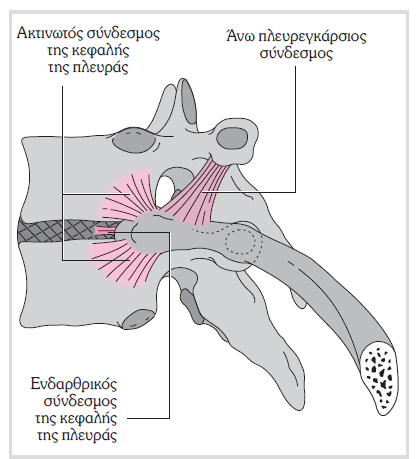 Ακτινωτός σύνδεσμος
της κεφαλής
της πλευράς
Άνω πλευρεγκάρσιος
σύνδεσμος
Ενδαρθρικός
σύνδεσμος
της κεφαλής
της πλευράς